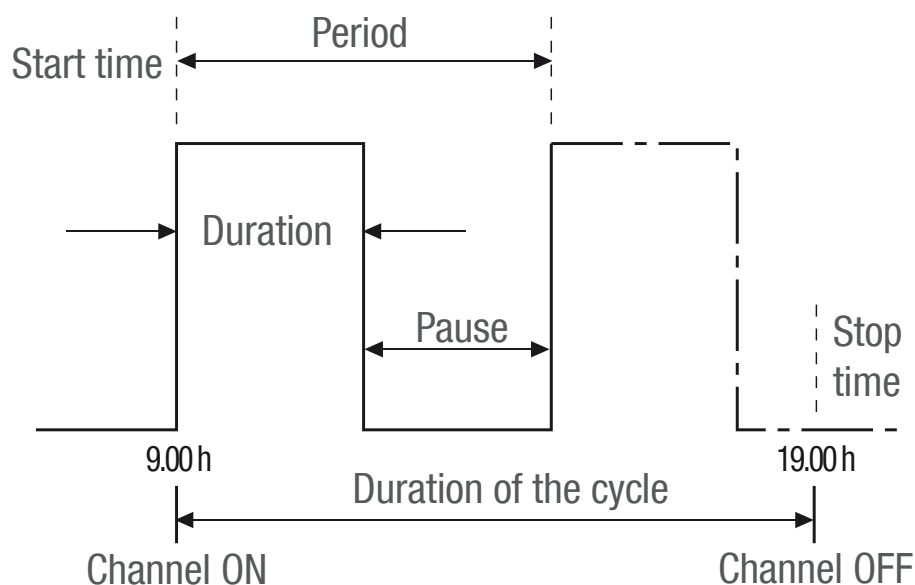 Period
Start time
Duration
Pause
Stop
time
9.00 h
19.00 h
Duration of the cycle
Channel ON
Channel OFF